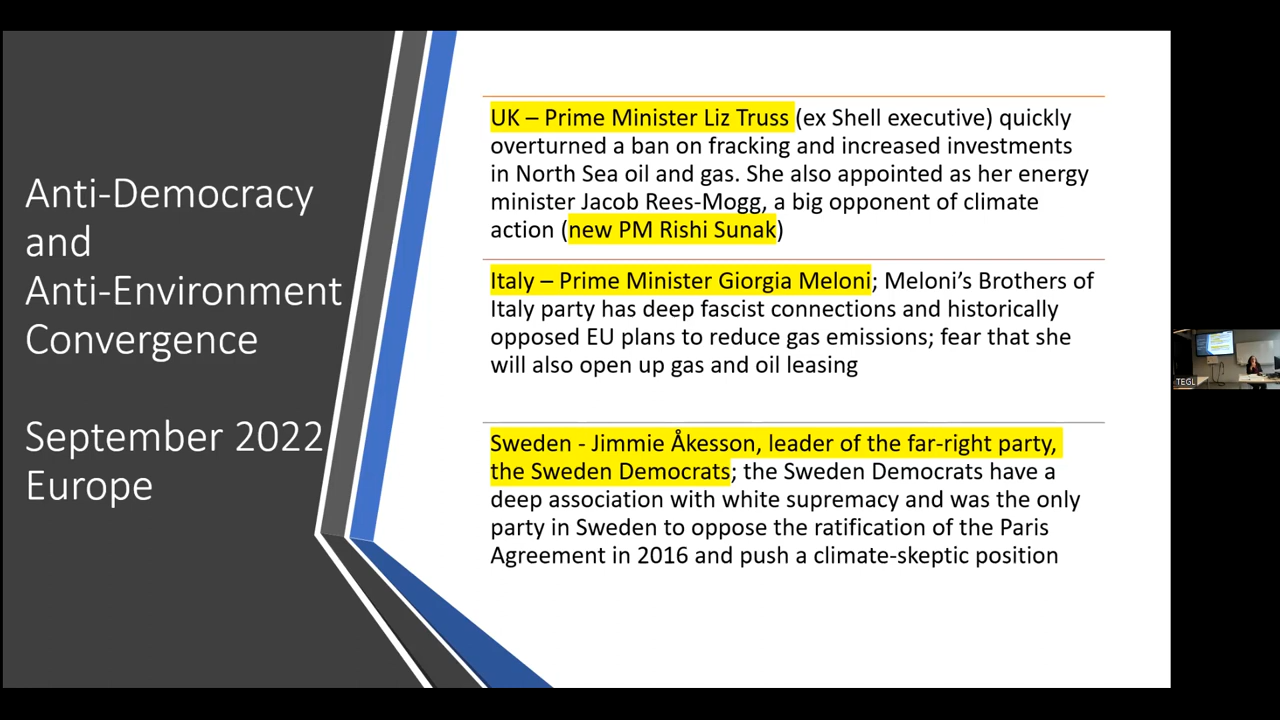 Anti-Democracy
and
Anti-Environment
Convergence
September 2022
Europe
UK – Prime Minister Liz Truss (ex Shell executive) quickly
overturned a ban on fracking and increased investments
in North Sea oil and gas. She also appointed as her energy
minister Jacob Rees-Mogg, a big opponent of climate
action (new PM Rishi Sunak)
Italy – Prime Minister Giorgia Meloni; Meloni’s Brothers of
Italy party has deep fascist connections and historically
opposed EU plans to reduce gas emissions; fear that she
will also open up gas and oil leasing
Sweden - Jimmie Åkesson, leader of the far-right party,
the Sweden Democrats; the Sweden Democrats have a
deep association with white supremacy and was the only
party in Sweden to oppose the ratification of the Paris
Agreement in 2016 and push a climate-skeptic position
TEGL